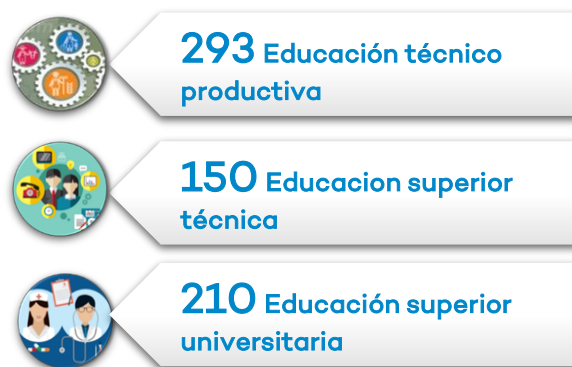 293 Educación técnico
productiva
150 Educacion superior
técnica
210 Educación superior
universitaria